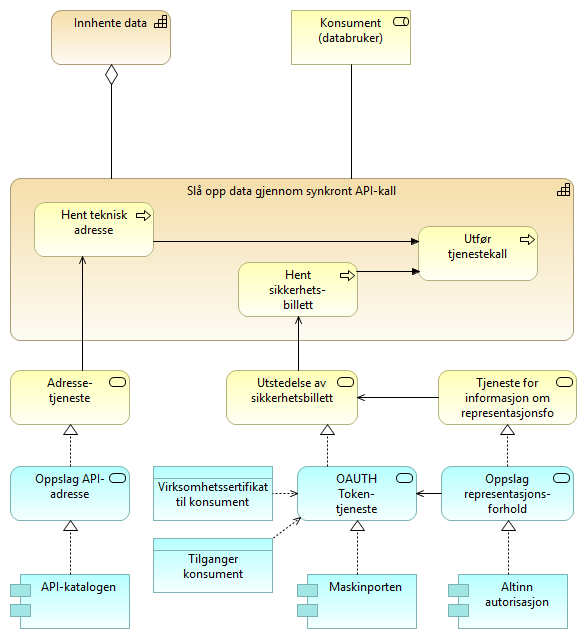 Innhente data
Konsument
(databruker)
Slå opp data gjennom synkront API-kall
Hent teknisk
adresse
Utfør
tjenestekall
Hent
sikkerhets-
billett
Adresse-
tjeneste
Utstedelse av
sikkerhetsbillett
Tjeneste for
informasjon om
representasjonsfo
Oppslag API-
adresse
Virksomhetssertifikat
til konsument
OAUTH
Token-
tjeneste
Oppslag
representasjons-
forhold
Tilganger
konsument
API-katalogen
Maskinporten
Altinn
autorisasjon